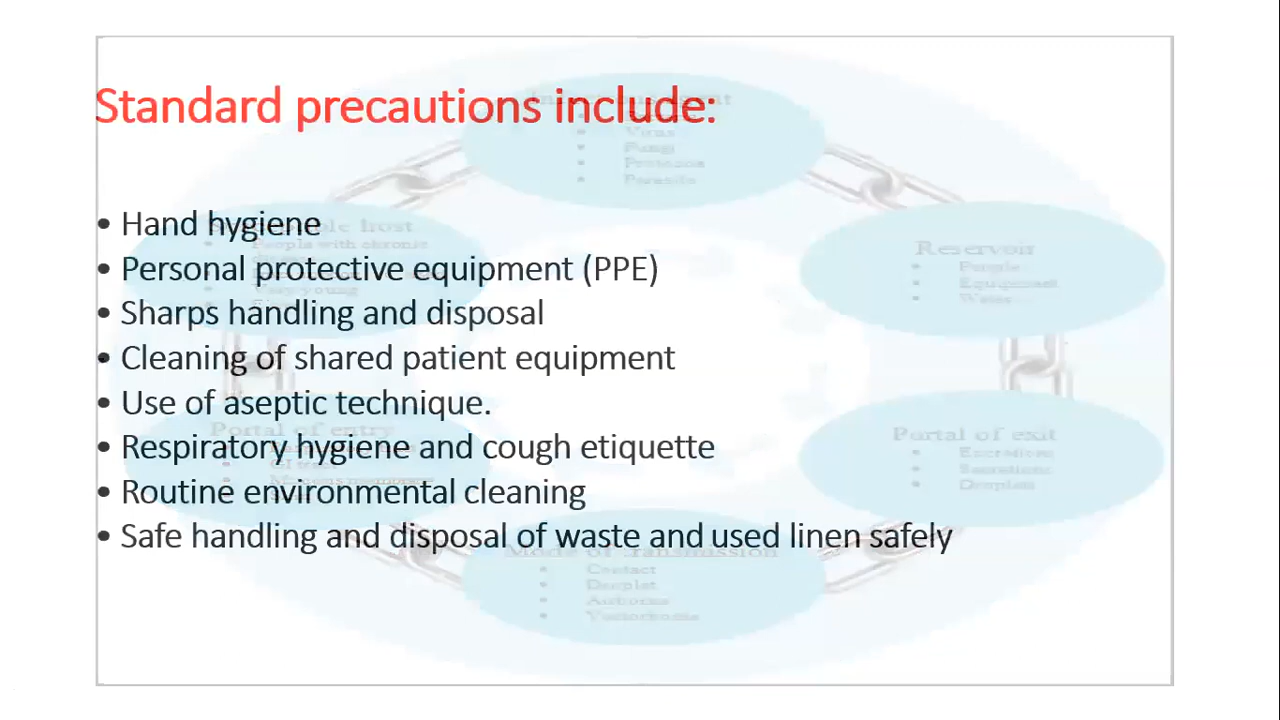 Standard precautions include:
• Hand hygiene
• Personal protective equipment (PPE)
• Sharps handling and disposal
• Cleaning of shared patient equipment
• Use of aseptic technique.
• Respiratory hygiene and cough etiquette
• Routine environmental cleaning
• Safe handling and disposal of waste and used linen safely
Virus
Fungi
Protozoa
Parasite
host
People with chronic
Very young
Reservoir
People
Equipment
Water
Portal of entry
Portal of exit
Excretions
Secretions
Droplets
Mode of transmission
Contact
Droplet
Airborne